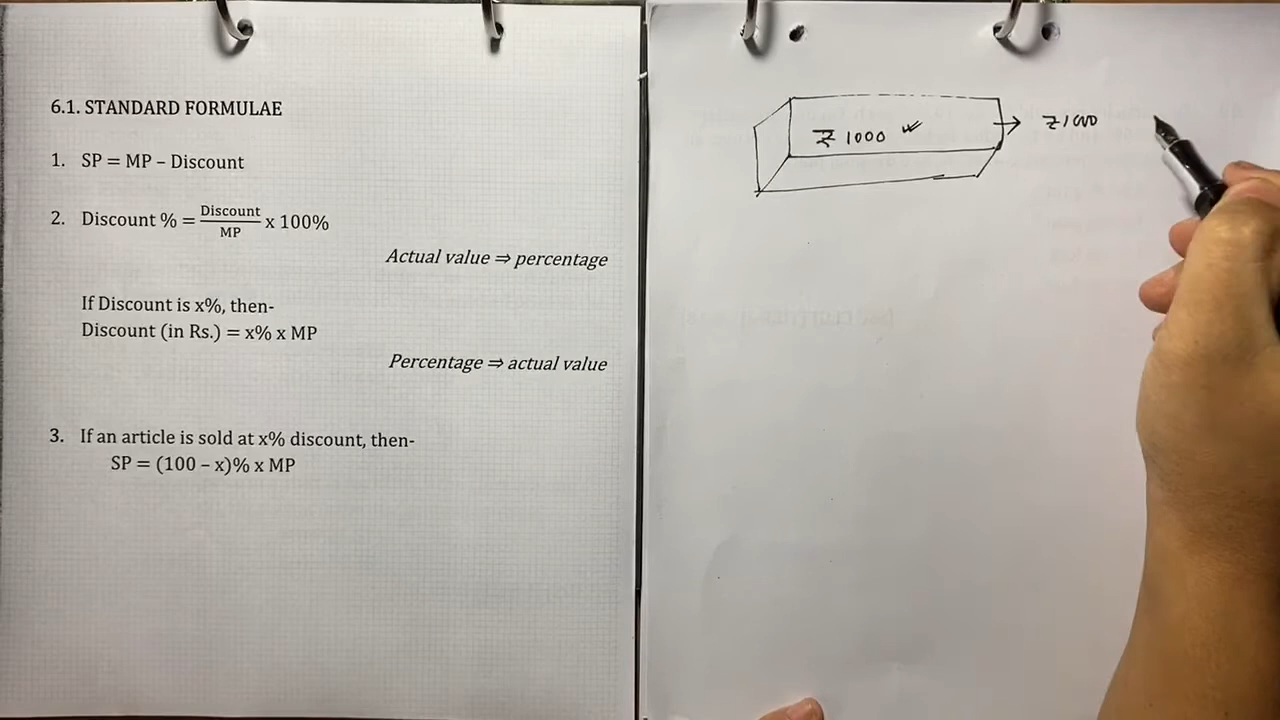 6.1. STANDARD FORMULAE
1. SP = MP – Discount
2. Discount % = Discount/MP x 100%
Actual value ⇒ percentage
If Discount is x%, then-
Discount (in Rs.) = x% x MP
Percentage ⇒ actual value
3. If an article is sold at x% discount, then-
SP = (100 – x)% x MP
₹ 1000
→ ₹1000